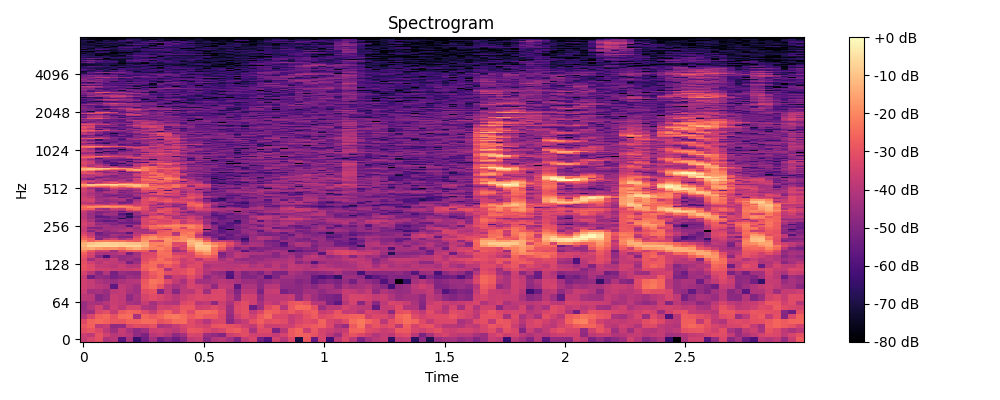 Spectrogram
+0 dB
4096
-10 dB
2048
-20 dB
1024
-30 dB
Hz
512
-40 dB
256
-50 dB
128
-60 dB
64
-70 dB
0
-80 dB
0 0.5 1 1.5 2 2.5
Time